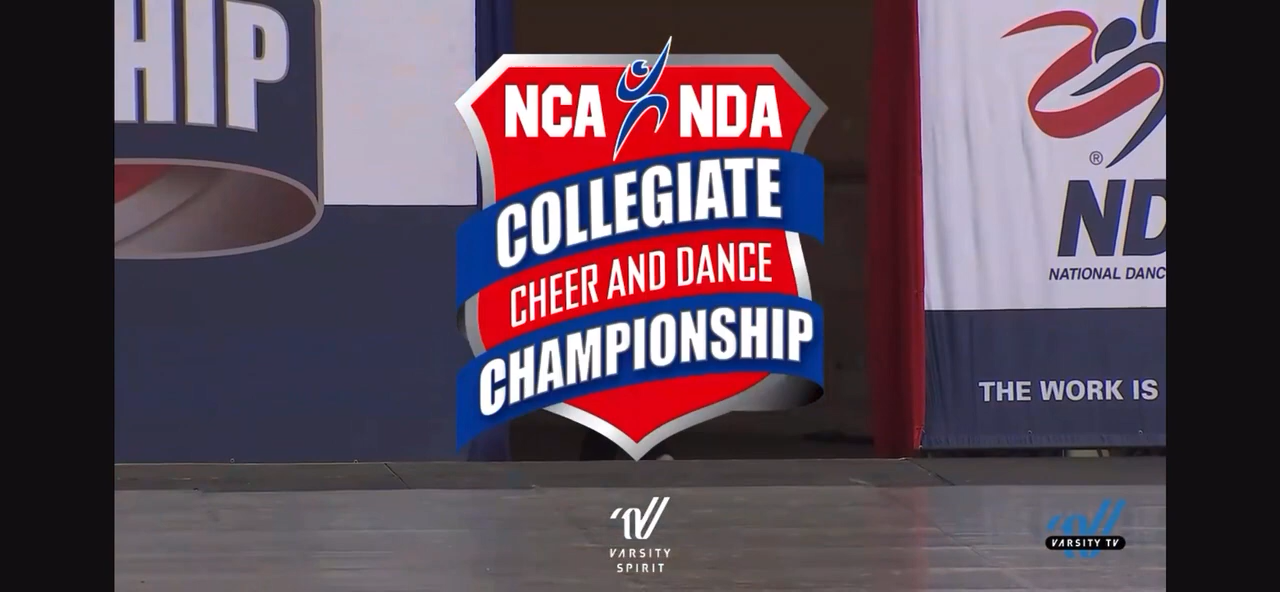 HIP
NCA NDA
COLLEGIATE
CHEER AND DANCE
CHAMPIONSHIP
®
ND
NATIONAL DANC
THE WORK IS
VARSITY
SPIRIT
VARSITY TV